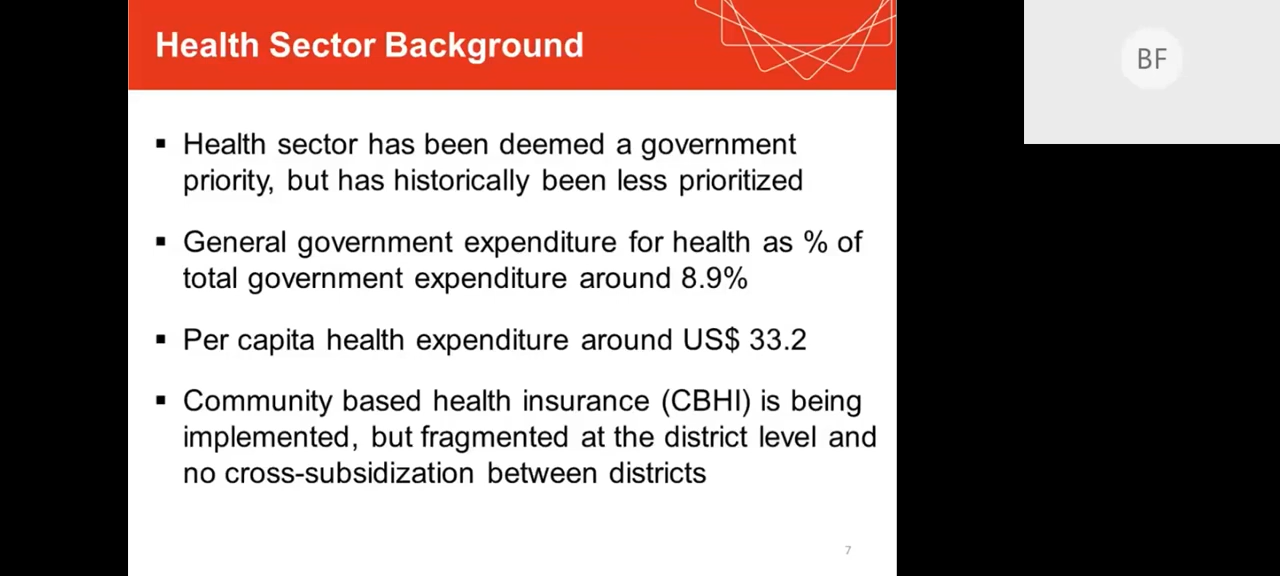 Health Sector Background
BF
▪ Health sector has been deemed a government
priority, but has historically been less prioritized
▪ General government expenditure for health as % of
total government expenditure around 8.9%
▪ Per capita health expenditure around US$ 33.2
▪ Community based health insurance (CBHI) is being
implemented, but fragmented at the district level and
no cross-subsidization between districts
7